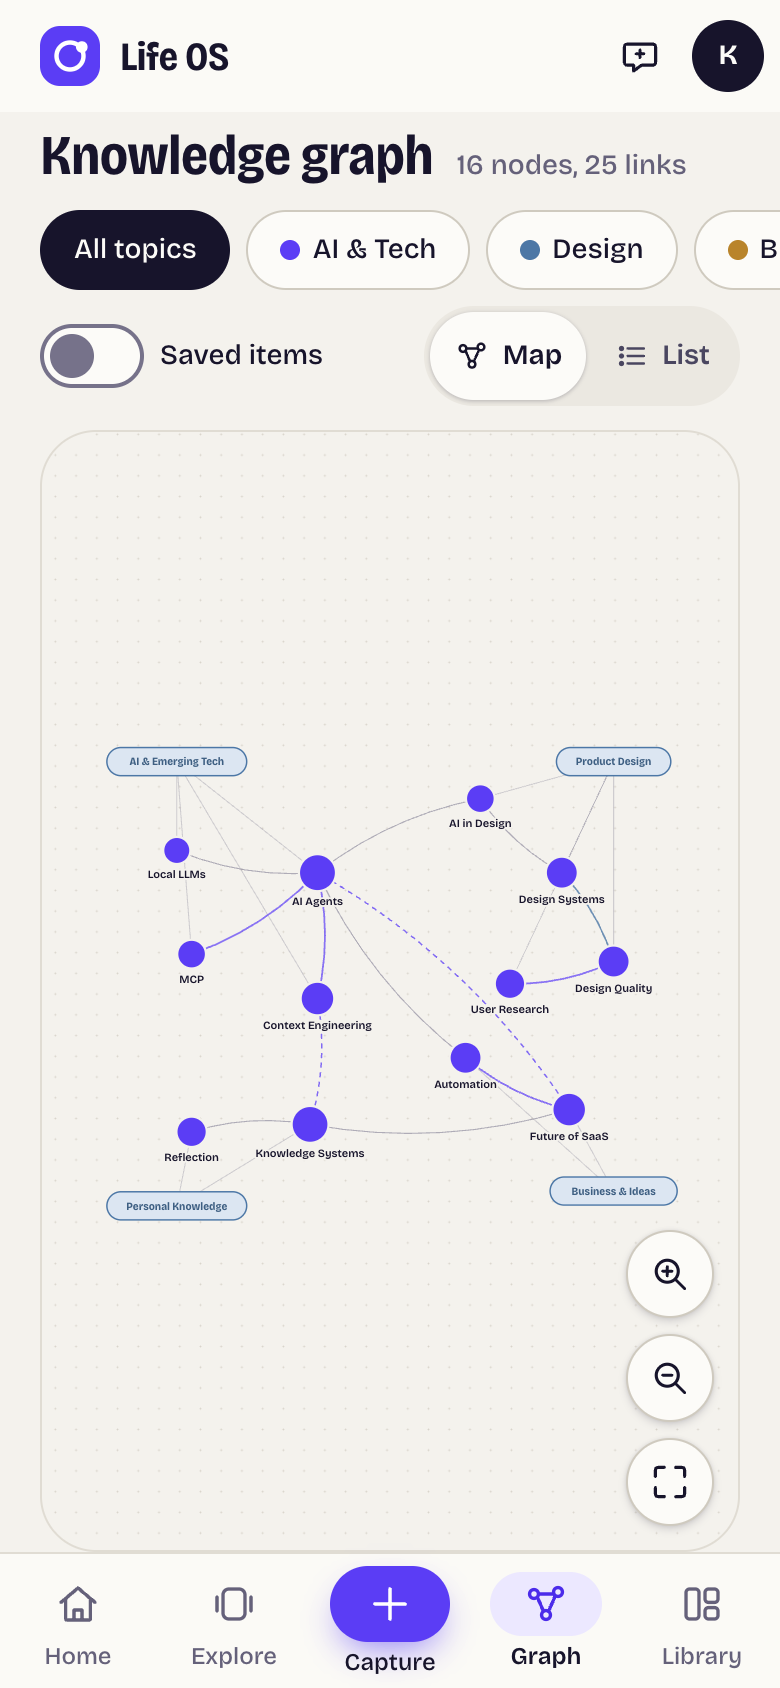 Life OS
K
Knowledge graph 16 nodes, 25 links
All topics AI & Tech Design B
Saved items Map List
AI & Emerging Tech Product Design
AI in Design
Local LLMs
AI Agents Design Systems
MCP Design Quality
User Research
Context Engineering
Automation
Future of SaaS
Reflection Knowledge Systems
Personal Knowledge Business & Ideas
Home Explore Capture Graph Library